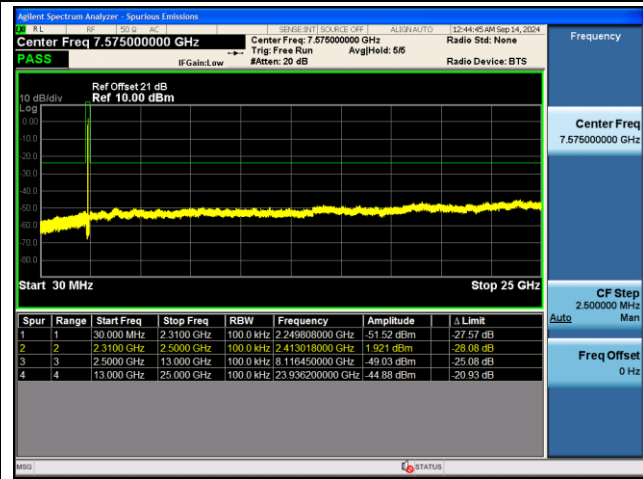 Agilent Spectrum Analyzer - Spurious Emissions
RL RF 50 Ω AC SENSE:INT SOURCE OFF ALIGN AUTO 12:44:45 AM Sep 14, 2024
Center Freq 7.575000000 GHz
Center Freq: 7.575000000 GHz
Radio Std: None
Trig: Free Run Avg|Hold: 5/5
PASS IFGain:Low #Atten: 20 dB Radio Device: BTS
Ref Offset 21 dB
10 dB/div Ref 10.00 dBm
Log
0.00
-10.0
-20.0
-30.0
-40.0
-50.0
-60.0
-70.0
-80.0
Start 30 MHz Stop 25 GHz
Spur Range Start Freq Stop Freq RBW Frequency Amplitude Δ Limit
1 1 30.000 MHz 2.3100 GHz 100.0 kHz 2.249808000 GHz -51.52 dBm -27.57 dB
2 2 2.3100 GHz 2.5000 GHz 100.0 kHz 2.413018000 GHz 1.921 dBm -28.08 dB
3 3 2.5000 GHz 13.000 GHz 100.0 kHz 8.116450000 GHz -49.03 dBm -25.08 dB
4 4 13.000 GHz 25.000 GHz 100.0 kHz 23.936200000 GHz -44.88 dBm -20.93 dB
MSG STATUS
Frequency
Center Freq
7.575000000 GHz
CF Step
2.500000 MHz
Auto Man
Freq Offset
0 Hz